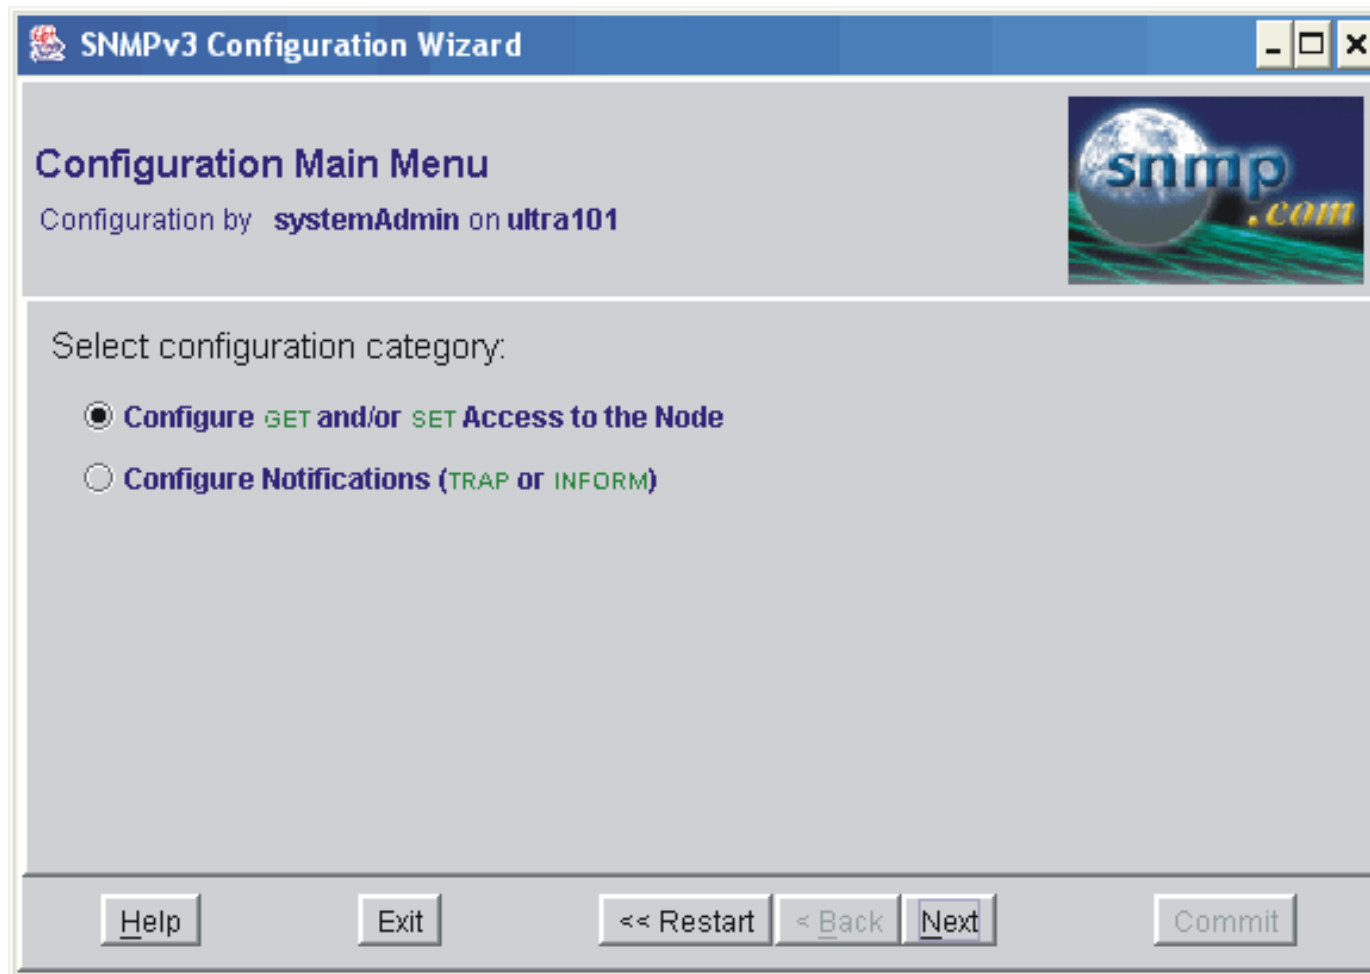 SNMPv3 Configuration Wizard
Configuration Main Menu
Configuration by systemAdmin on ultra101
snmp
.com
Select configuration category:
Configure GET and/or SET Access to the Node
Configure Notifications (TRAP or INFORM)
Help Exit << Restart < Back Next Commit